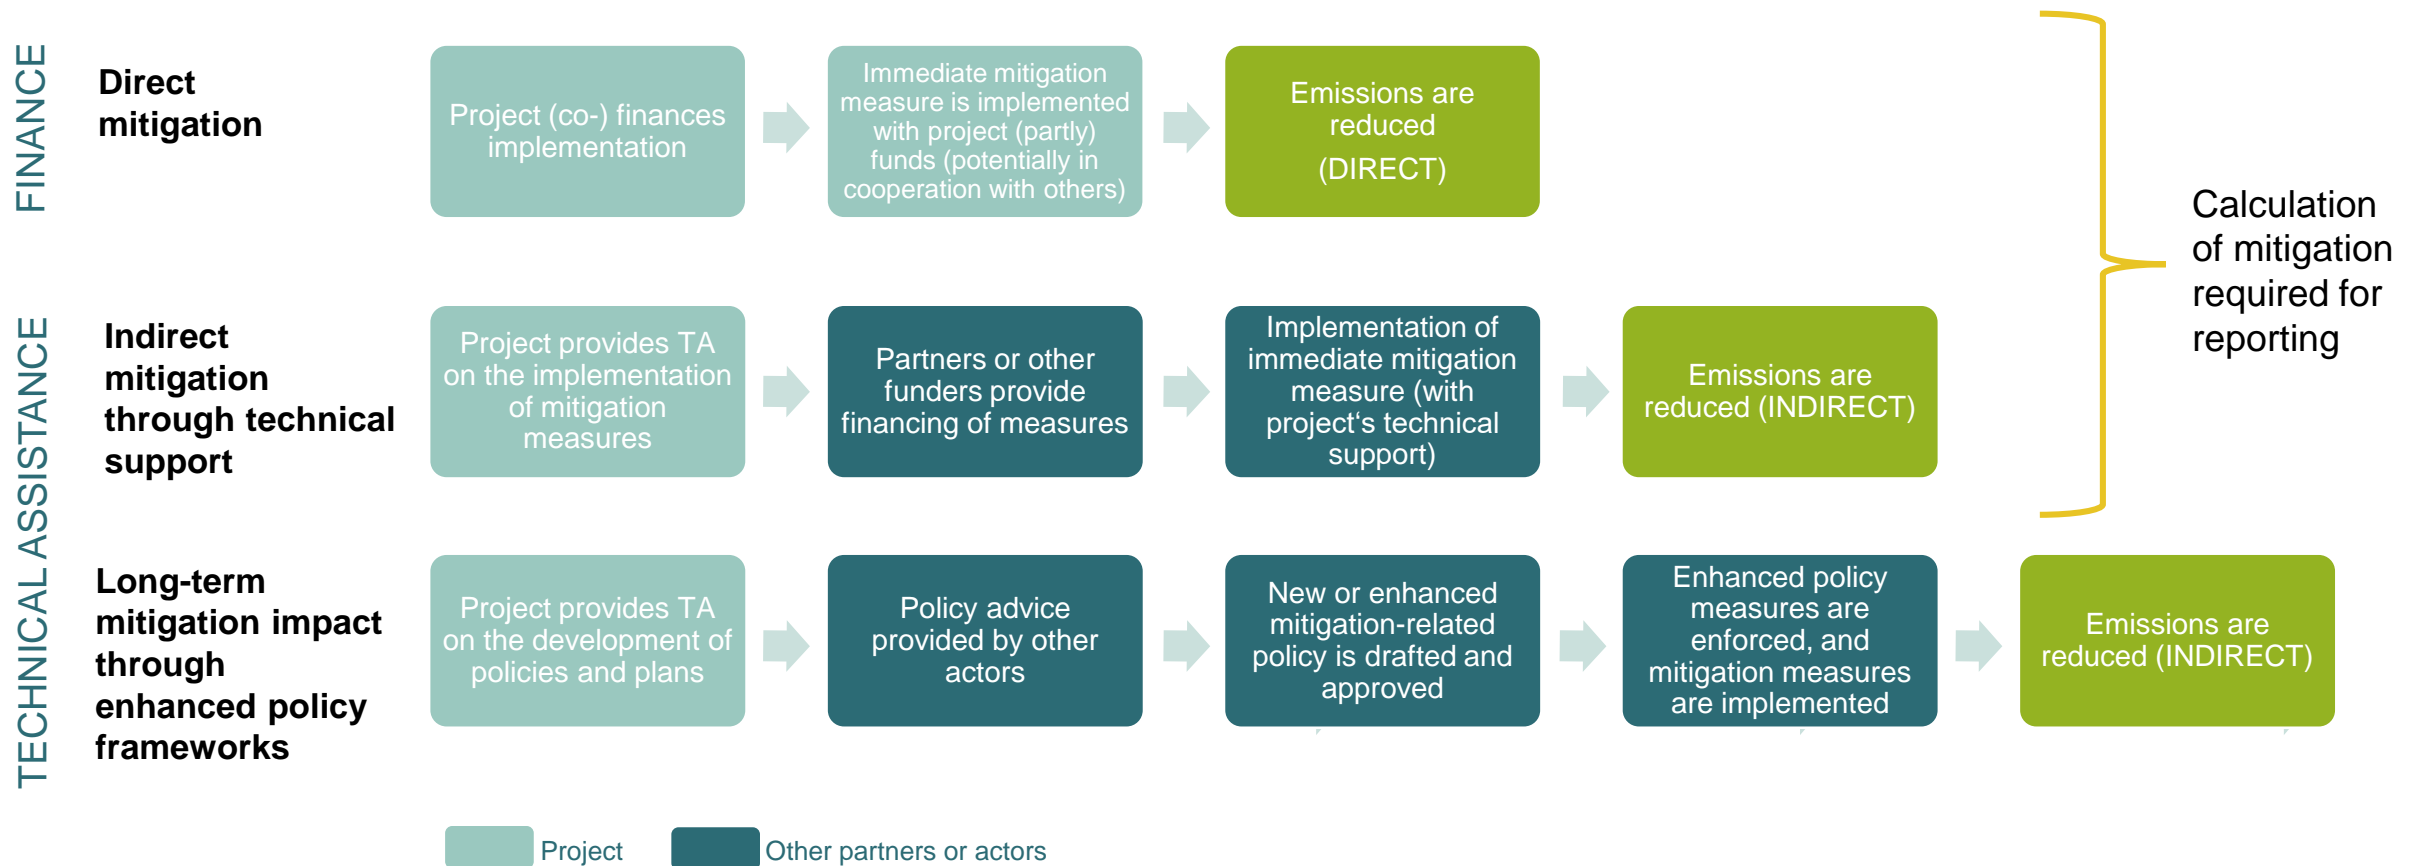 FINANCE
Direct
mitigation
Project (co-) finances
implementation
Immediate mitigation
measure is implemented
with project (partly)
funds (potentially in
cooperation with others)
Emissions are
reduced
(DIRECT)
Calculation
of mitigation
required for
reporting
TECHNICAL ASSISTANCE
Indirect
mitigation
through technical
support
Project provides TA
on the implementation
of mitigation
measures
Partners or other
funders provide
financing of measures
Implementation of
immediate mitigation
measure (with
project‘s technical
support)
Emissions are
reduced (INDIRECT)
Long-term
mitigation impact
through
enhanced policy
frameworks
Project provides TA
on the development of
policies and plans
Policy advice
provided by other
actors
New or enhanced
mitigation-related
policy is drafted and
approved
Enhanced policy
measures are
enforced, and
mitigation measures
are implemented
Emissions are
reduced (INDIRECT)
Project
Other partners or actors